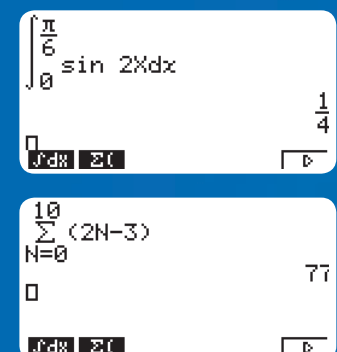 ∫₀^(π/6) sin 2Xdx
1/4
∫dX Σ( ▷
10
Σ (2N-3)
N=0
77
∫dX Σ( ▷